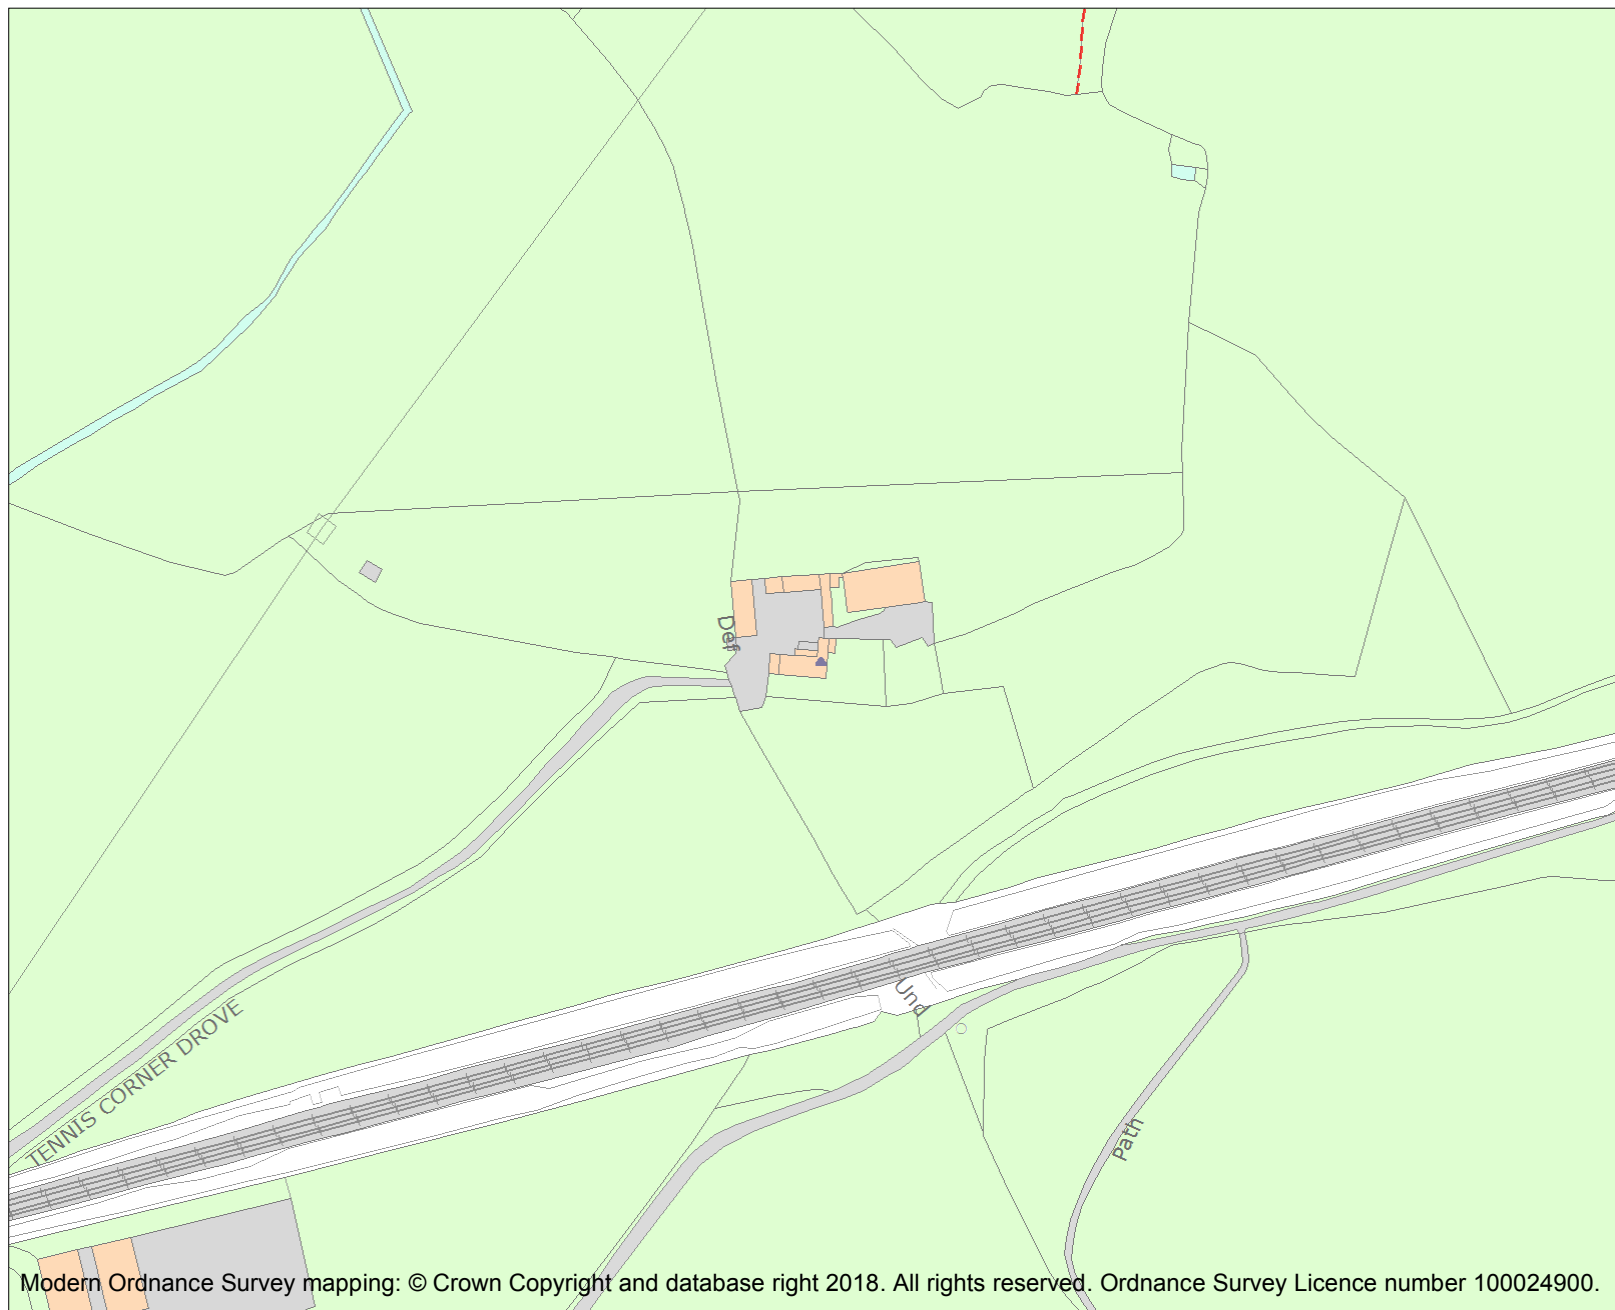 Def
Und
TENNIS CORNER DROVE
Path
Modern Ordnance Survey mapping: © Crown Copyright and database right 2018. All rights reserved. Ordnance Survey Licence number 100024900.